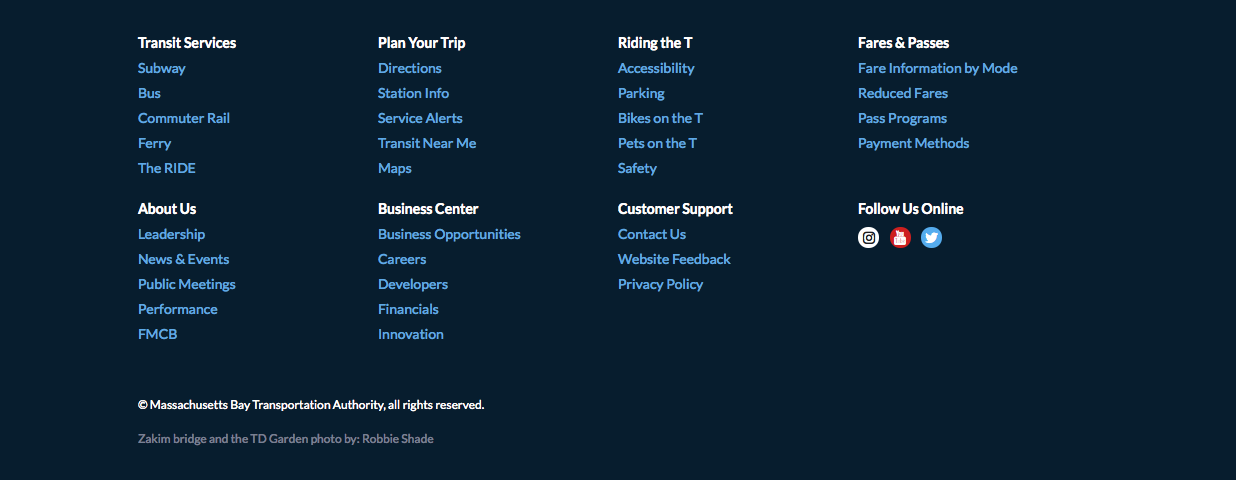 Transit Services
Subway
Bus
Commuter Rail
Ferry
The RIDE
Plan Your Trip
Directions
Station Info
Service Alerts
Transit Near Me
Maps
Riding the T
Accessibility
Parking
Bikes on the T
Pets on the T
Safety
Fares & Passes
Fare Information by Mode
Reduced Fares
Pass Programs
Payment Methods
About Us
Leadership
News & Events
Public Meetings
Performance
FMCB
Business Center
Business Opportunities
Careers
Developers
Financials
Innovation
Customer Support
Contact Us
Website Feedback
Privacy Policy
Follow Us Online
© Massachusetts Bay Transportation Authority, all rights reserved.
Zakim bridge and the TD Garden photo by: Robbie Shade